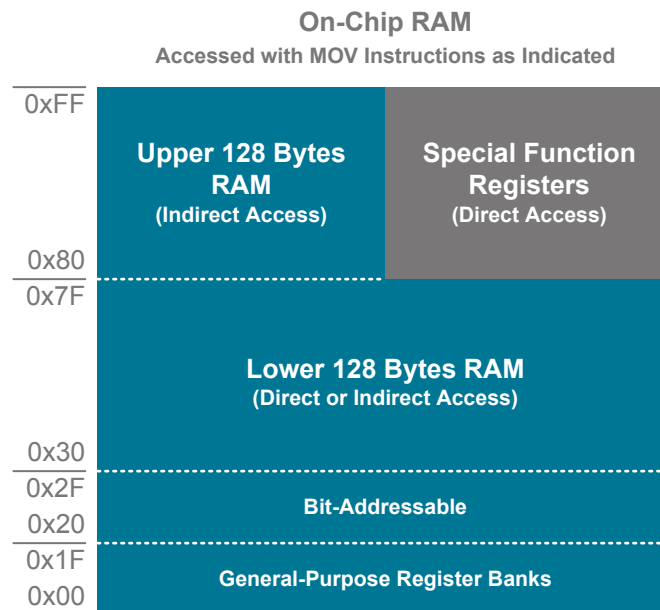 On-Chip RAM
Accessed with MOV Instructions as Indicated
0xFF
Upper 128 Bytes
RAM
(Indirect Access)
Special Function
Registers
(Direct Access)
0x80
0x7F
Lower 128 Bytes RAM
(Direct or Indirect Access)
0x30
0x2F
Bit-Addressable
0x20
0x1F
General-Purpose Register Banks
0x00